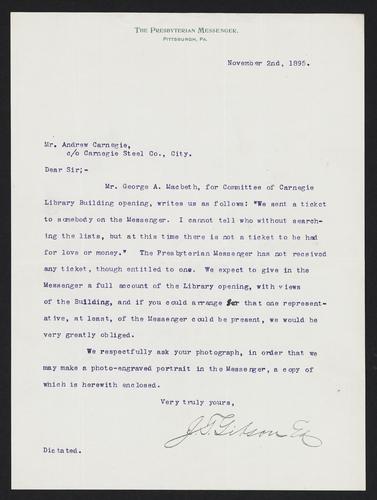 THE PRESBYTERIAN MESSENGER,
PITTSBURGH, PA.
November 2nd, 1895.
Mr. Andrew Carnegie,
c/o Carnegie Steel Co., City.
Dear Sir;-
Mr. George A. Macbeth, for Committee of Carnegie
Library Building opening, writes us as follows: "We sent a ticket
to somebody on the Messenger. I cannot tell who without search-
ing the lists, but at this time there is not a ticket to be had
for love or money." The Presbyterian Messenger has not received
any ticket, though entitled to one. We expect to give in the
Messenger a full account of the Library opening, with views
of the Building, and if you could arrange for that one represent-
ative, at least, of the Messenger could be present, we would be
very greatly obliged.
We respectfully ask your photograph, in order that we
may make a photo-engraved portrait in the Messenger, a copy of
which is herewith enclosed.
Very truly yours,
J.T. Gibson Ed
Dictated.